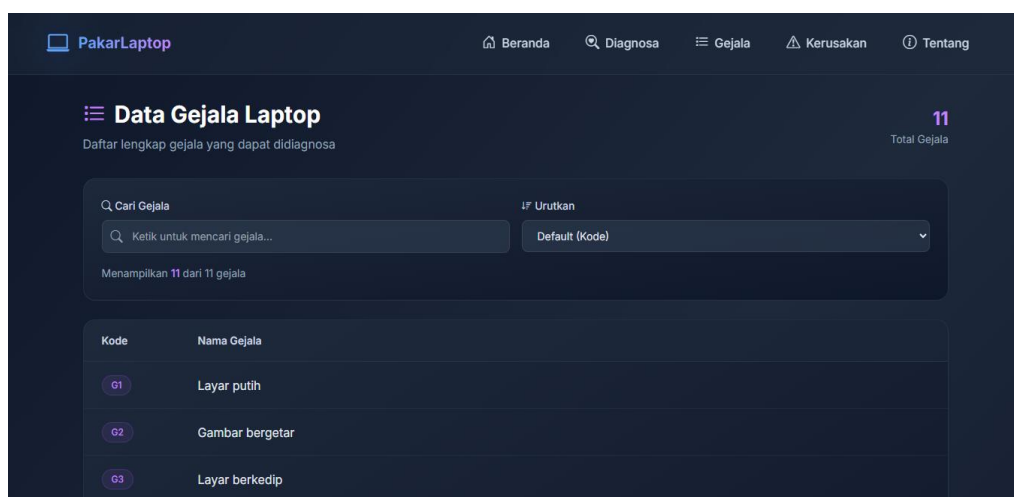 PakarLaptop Beranda Diagnosa Gejala Kerusakan Tentang
Data Gejala Laptop
Daftar lengkap gejala yang dapat didiagnosa
11
Total Gejala
Cari Gejala
Ketik untuk mencari gejala...
Menampilkan 11 dari 11 gejala
Urutkan
Default (Kode)
Kode Nama Gejala
G1 Layar putih
G2 Gambar bergetar
G3 Layar berkedip